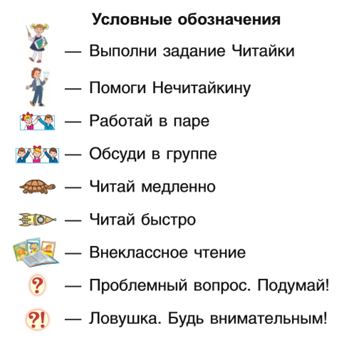 Условные обозначения
— Выполни задание Читайки
— Помоги Нечитайкину
— Работай в паре
— Обсуди в группе
— Читай медленно
— Читай быстро
— Внеклассное чтение
? — Проблемный вопрос. Подумай!
?! — Ловушка. Будь внимательным!